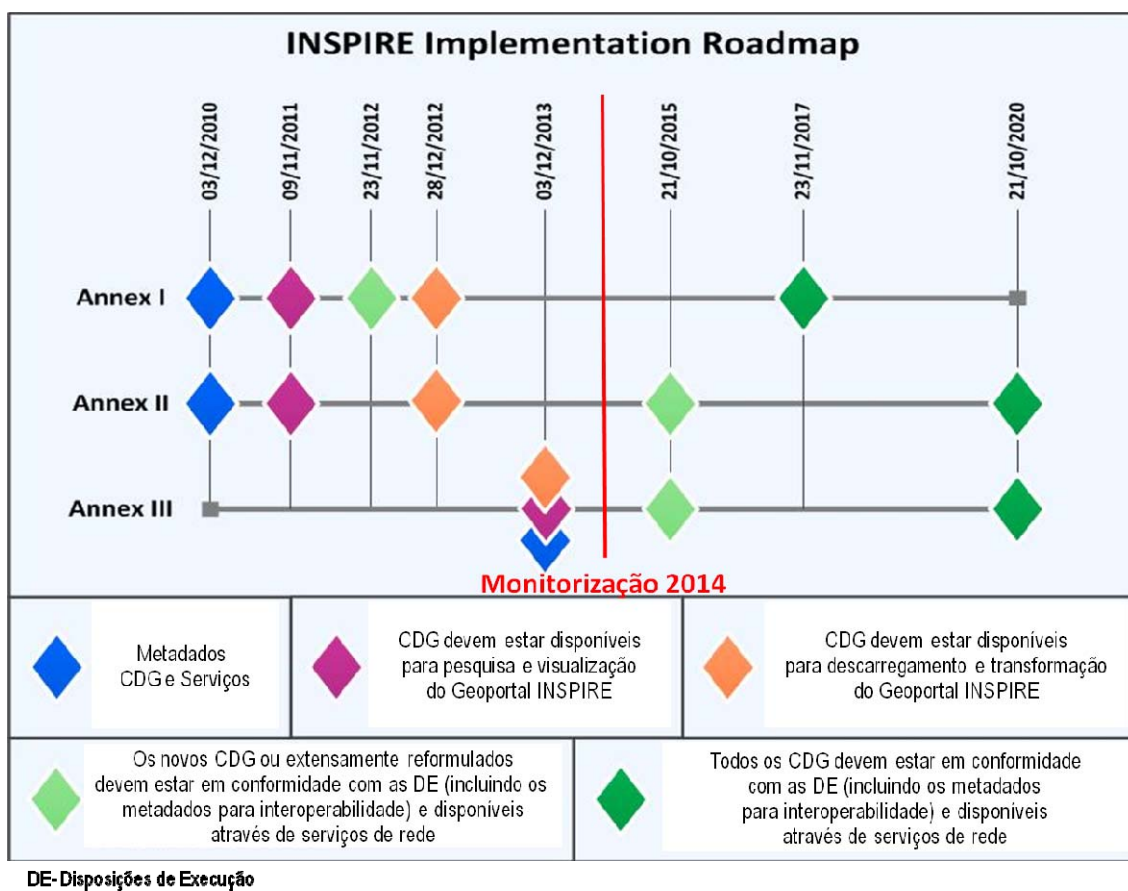 INSPIRE Implementation Roadmap
03/12/2010
09/11/2011
23/11/2012
28/12/2012
03/12/2013
21/10/2015
23/11/2017
21/10/2020
Annex I
Annex II
Annex III
Monitorização 2014
Metadados
CDG e Serviços
CDG devem estar disponíveis
para pesquisa e visualização
do Geoportal INSPIRE
CDG devem estar disponíveis
para descarregamento e transformação
do Geoportal INSPIRE
Os novos CDG ou extensamente reformulados
devem estar em conformidade com as DE (incluindo os
metadados para interoperabilidade) e disponíveis
através de serviços de rede
Todos os CDG devem estar em conformidade
com as DE (incluindo os metadados
para interoperabilidade) e disponíveis
através de serviços de rede
DE-Disposições de Execução